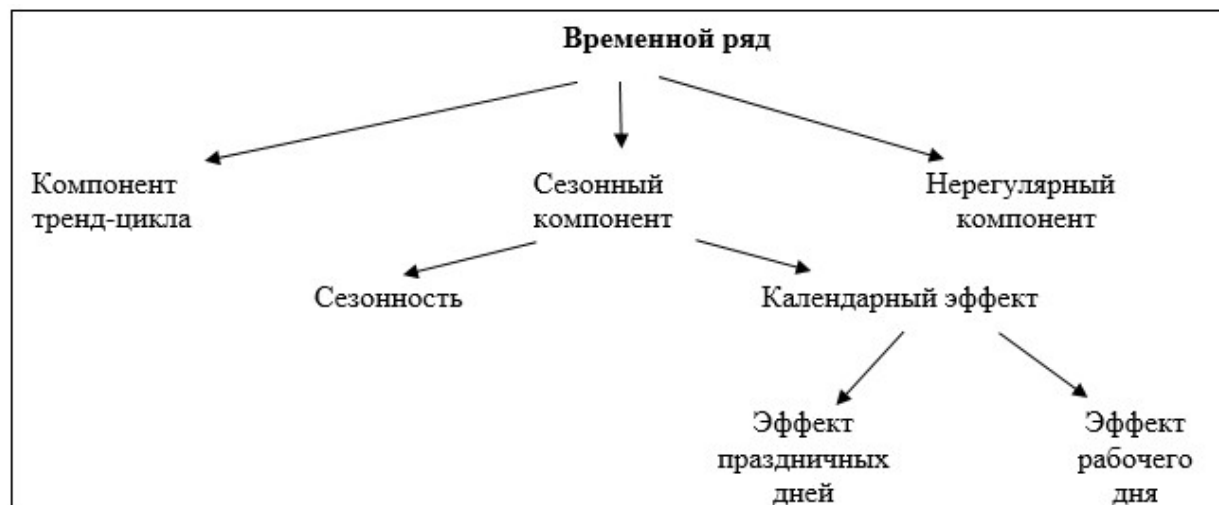 Временной ряд
Компонент
тренд-цикла
Сезонный
компонент
Нерегулярный
компонент
Сезонность
Календарный эффект
Эффект
праздничных
дней
Эффект
рабочего
дня